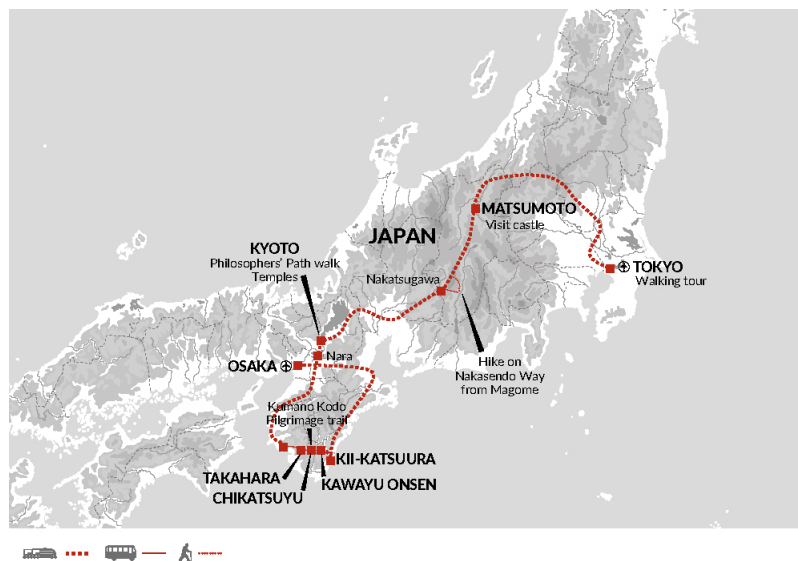 MATSUMOTO
Visit castle
JAPAN
KYOTO
Philosophers' Path walk
Temples
TOKYO
Walking tour
Nakatsugawa
Nara
OSAKA
Hike on
Nakasendo Way
from Magome
Kumano Kodo
Pilgrimage trail
KII-KATSUURA
TAKAHARA
KAWAYU ONSEN
CHIKATSUYU